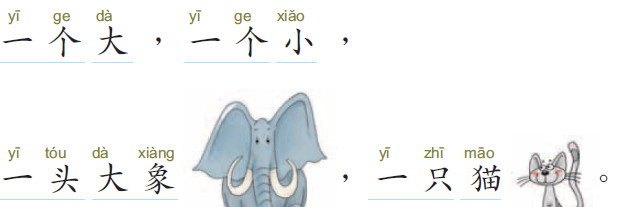 yī ge dà yī ge xiǎo
一个大，一个小，
yī tóu dà xiàng yī zhī māo
一头大象，一只猫。